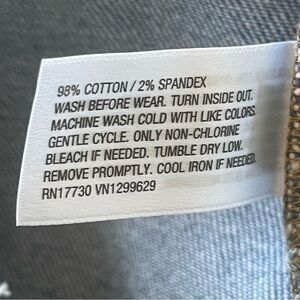 98% COTTON / 2% SPANDEX
WASH BEFORE WEAR. TURN INSIDE OUT.
MACHINE WASH COLD WITH LIKE COLORS.
GENTLE CYCLE. ONLY NON-CHLORINE
BLEACH IF NEEDED. TUMBLE DRY LOW.
REMOVE PROMPTLY. COOL IRON IF NEEDED.
RN17730 VN1299629